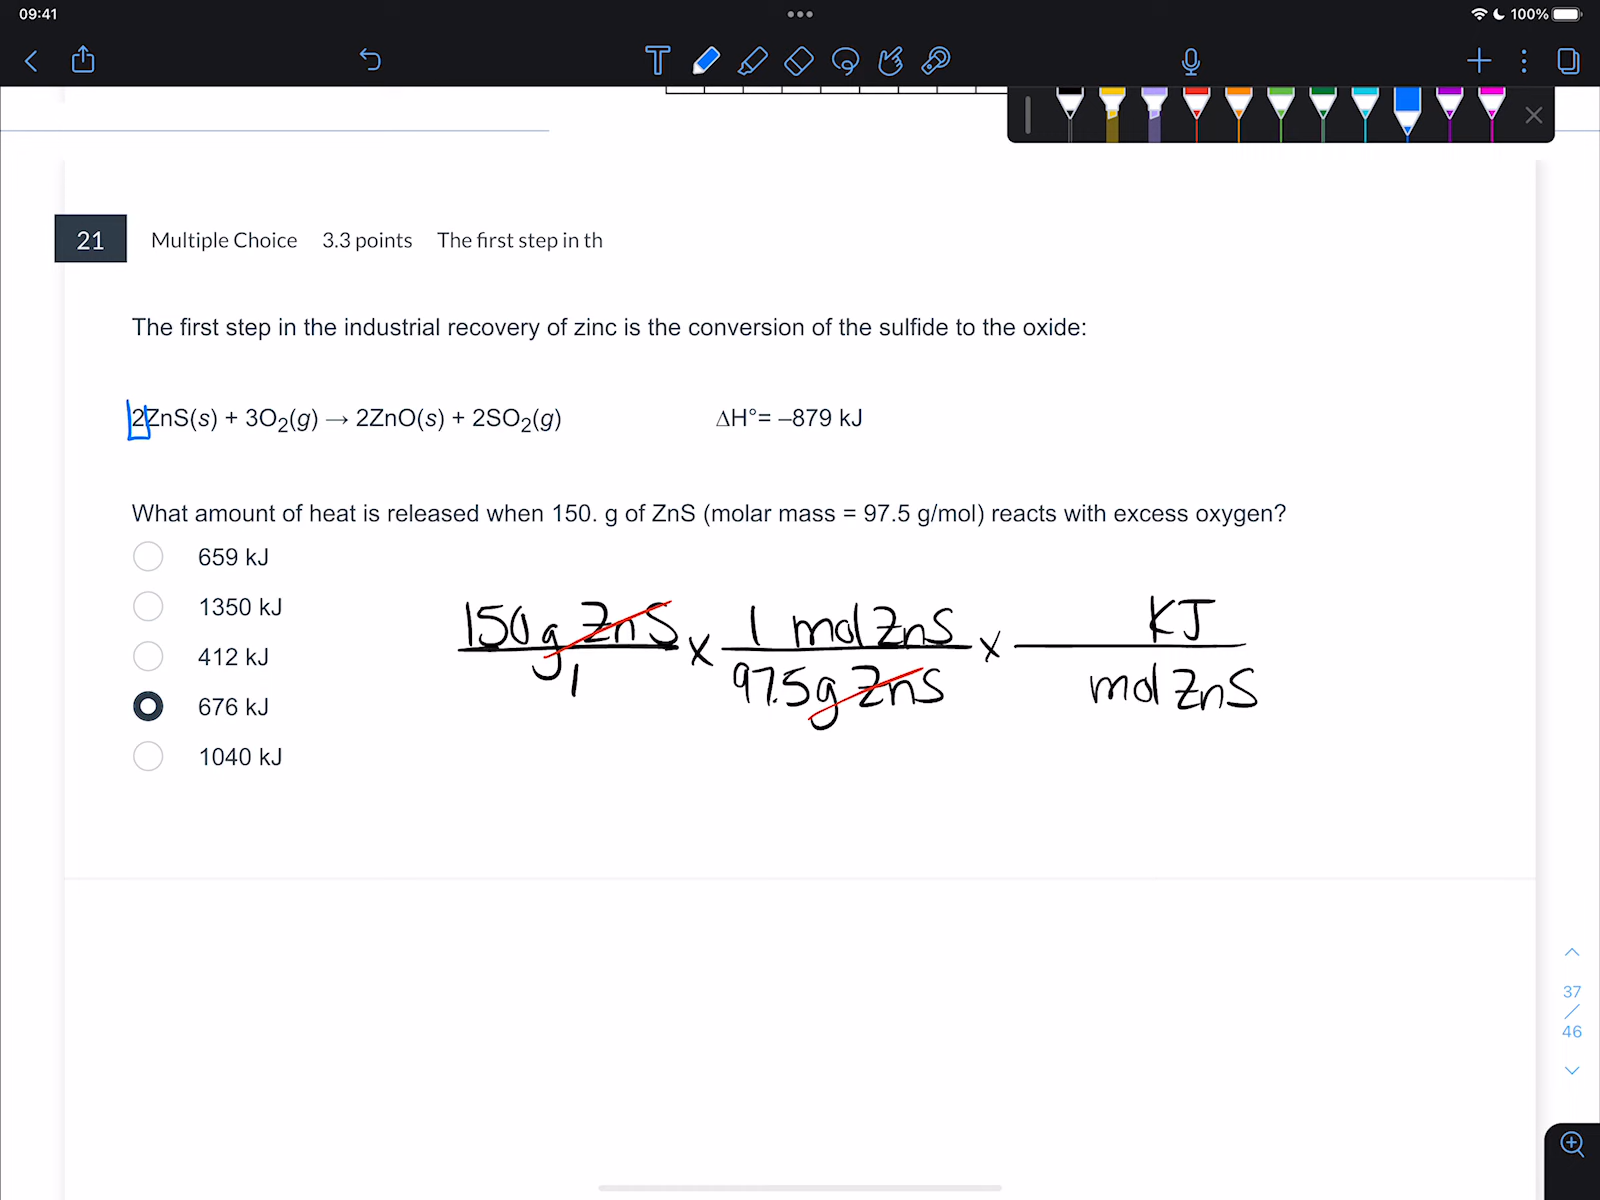 09:41
100%
21 Multiple Choice 3.3 points The first step in th
The first step in the industrial recovery of zinc is the conversion of the sulfide to the oxide:
2ZnS(s) + 3O₂(g) → 2ZnO(s) + 2SO₂(g) ΔH°= –879 kJ
What amount of heat is released when 150. g of ZnS (molar mass = 97.5 g/mol) reacts with excess oxygen?
659 kJ
1350 kJ
412 kJ
676 kJ
1040 kJ
150g ZnS x 1 mol ZnS x KJ
1 97.5g ZnS mol ZnS
37
/
46